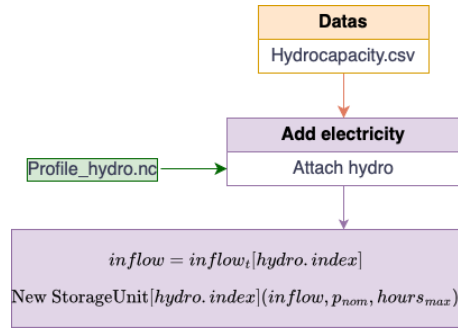 Datas
Hydrocapacity.csv
Add electricity
Profile_hydro.nc
Attach hydro
inflow = inflow_t[hydro.index]
New StorageUnit[hydro.index](inflow, p_nom, hours_max)